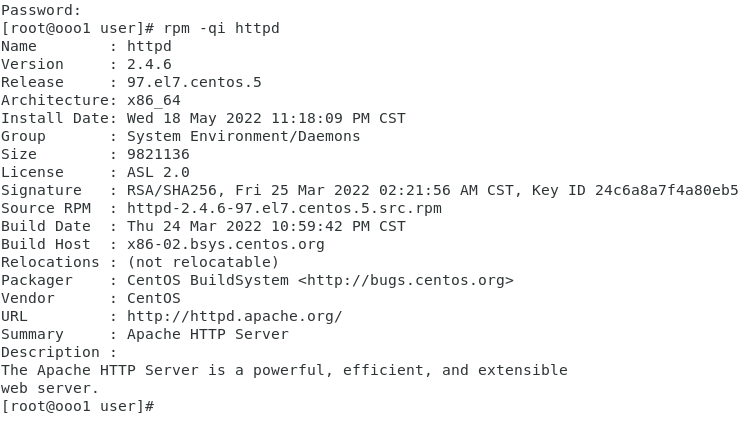 Password:
[root@ooo1 user]# rpm -qi httpd
Name        : httpd
Version     : 2.4.6
Release     : 97.el7.centos.5
Architecture: x86_64
Install Date: Wed 18 May 2022 11:18:09 PM CST
Group       : System Environment/Daemons
Size        : 9821136
License     : ASL 2.0
Signature   : RSA/SHA256, Fri 25 Mar 2022 02:21:56 AM CST, Key ID 24c6a8a7f4a80eb5
Source RPM  : httpd-2.4.6-97.el7.centos.5.src.rpm
Build Date  : Thu 24 Mar 2022 10:59:42 PM CST
Build Host  : x86-02.bsys.centos.org
Relocations : (not relocatable)
Packager    : CentOS BuildSystem <http://bugs.centos.org>
Vendor      : CentOS
URL         : http://httpd.apache.org/
Summary     : Apache HTTP Server
Description :
The Apache HTTP Server is a powerful, efficient, and extensible
web server.
[root@ooo1 user]#